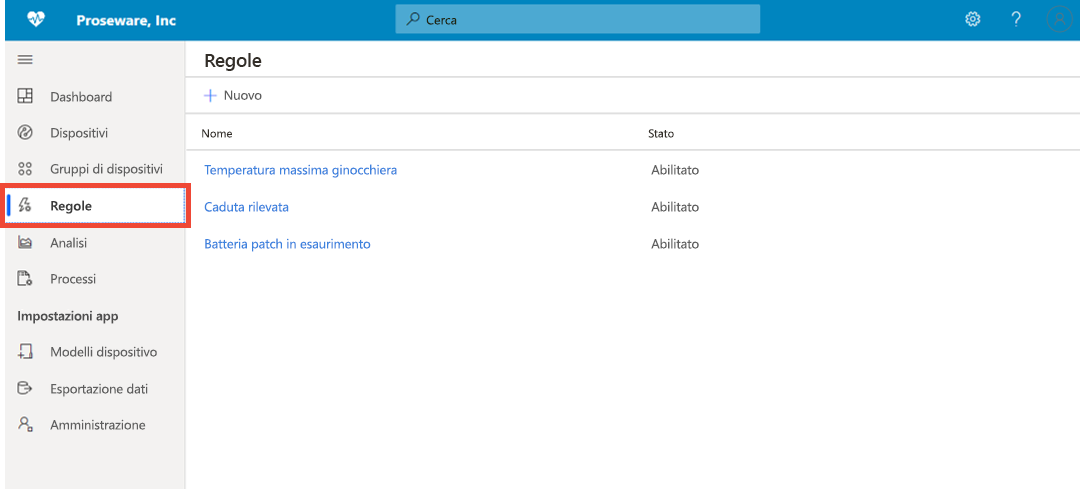 Proseware, Inc
Cerca
?
Regole
Nuovo
Dashboard
Dispositivi
Gruppi di dispositivi
Regole
Analisi
Processi
Impostazioni app
Modelli dispositivo
Esportazione dati
Amministrazione
Nome Stato
Temperatura massima ginocchiera Abilitato
Caduta rilevata Abilitato
Batteria patch in esaurimento Abilitato